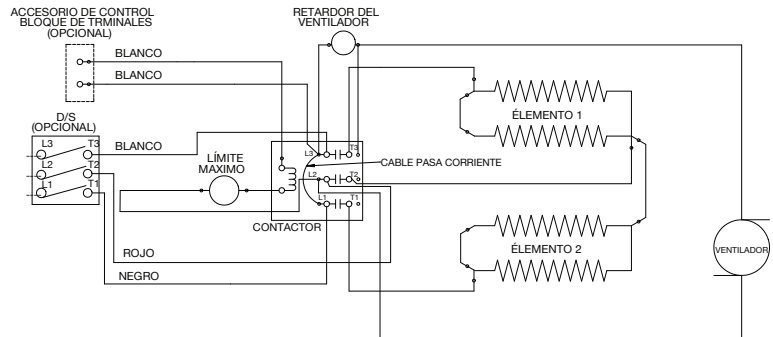 ACCESORIO DE CONTROL
BLOQUE DE TRMINALES
(OPCIONAL)
RETARDOR DEL
VENTILADOR
BLANCO
BLANCO
D/S
(OPCIONAL)
L3 T3
L2 T2
L1 T1
BLANCO
LÍMITE
MAXIMO
L3 T3
L2 T2
L1 T1
CABLE PASA CORRIENTE
CONTACTOR
ROJO
NEGRO
ÉLEMENTO 1
ÉLEMENTO 2
VENTILADOR